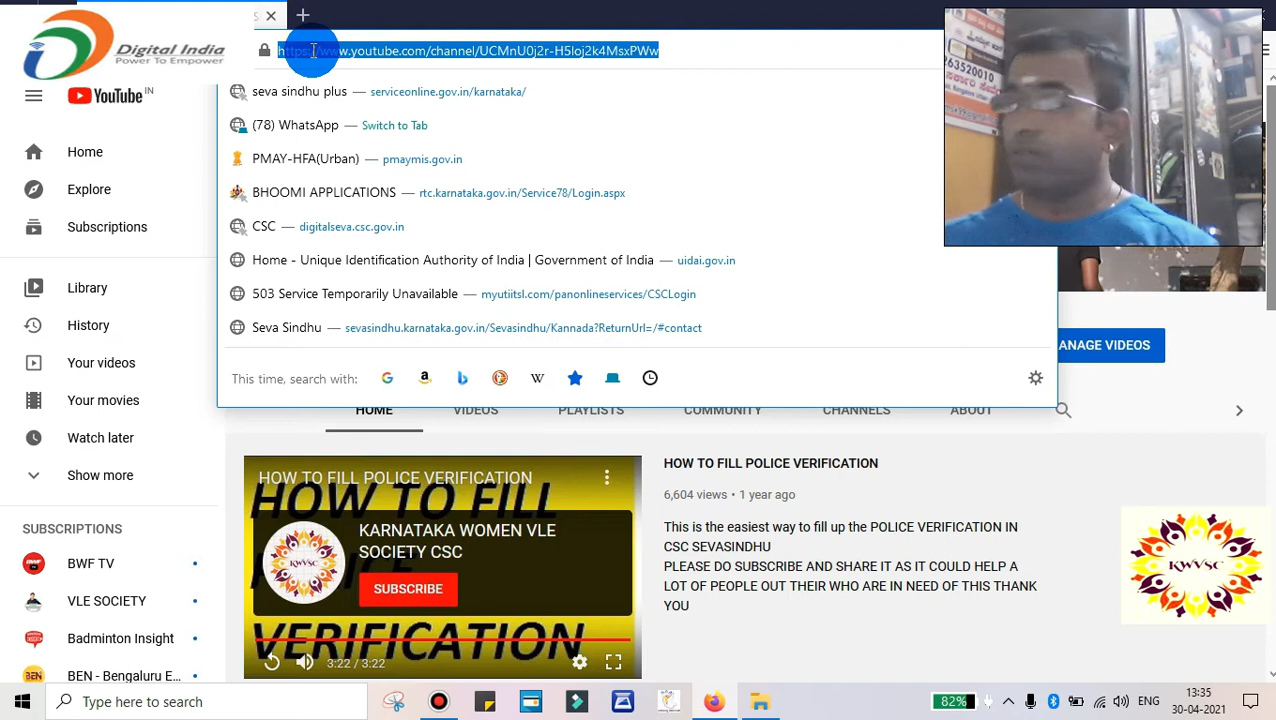 Digital India
Power To Empower
https://www.youtube.com/channel/UCMnU0j2r-H5loj2k4MsxPWw
YouTube IN
seva sindhu plus — serviceonline.gov.in/karnataka/
(78) WhatsApp — Switch to Tab
PMAY-HFA(Urban) — pmaymis.gov.in
BHOOMI APPLICATIONS — rtc.karnataka.gov.in/Service78/Login.aspx
CSC — digitalseva.csc.gov.in
Home - Unique Identification Authority of India | Government of India — uidai.gov.in
503 Service Temporarily Unavailable — myutiitsl.com/panonlineservices/CSCLogin
Seva Sindhu — sevasindhu.karnataka.gov.in/Sevasindhu/Kannada?ReturnUrl=/#contact
This time, search with:
63520010
ANAGE VIDEOS
Home
Explore
Subscriptions
Library
History
Your videos
Your movies
Watch later
Show more
SUBSCRIPTIONS
BWF TV
VLE SOCIETY
Badminton Insight
BEN - Bengaluru E...
HOME VIDEOS PLAYLISTS COMMUNITY CHANNELS ABOUT
HOW TO FILL POLICE VERIFICATION
HOW TO FILL
KARNATAKA WOMEN VLE
SOCIETY CSC
SUBSCRIBE
VERIFICATION
3:22 / 3:22
HOW TO FILL POLICE VERIFICATION
6,604 views • 1 year ago
This is the easiest way to fill up the POLICE VERIFICATION IN
CSC SEVASINDHU
PLEASE DO SUBSCRIBE AND SHARE IT AS IT COULD HELP A
LOT OF PEOPLE OUT THEIR WHO ARE IN NEED OF THIS THANK
YOU
KWVSC
Type here to search
82%
ENG
13:35
30-04-2021